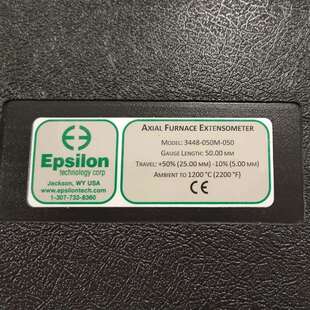 Epsilon
technology corp
Jackson, WY USA
www.epsilontech.com
1-307-733-8360
AXIAL FURNACE EXTENSOMETER
MODEL: 3448-050M-050
GAUGE LENGTH: 50.00 MM
TRAVEL: +50% (25.00 MM) -10% (5.00 MM)
AMBIENT TO 1200 °C (2200 °F)
CE